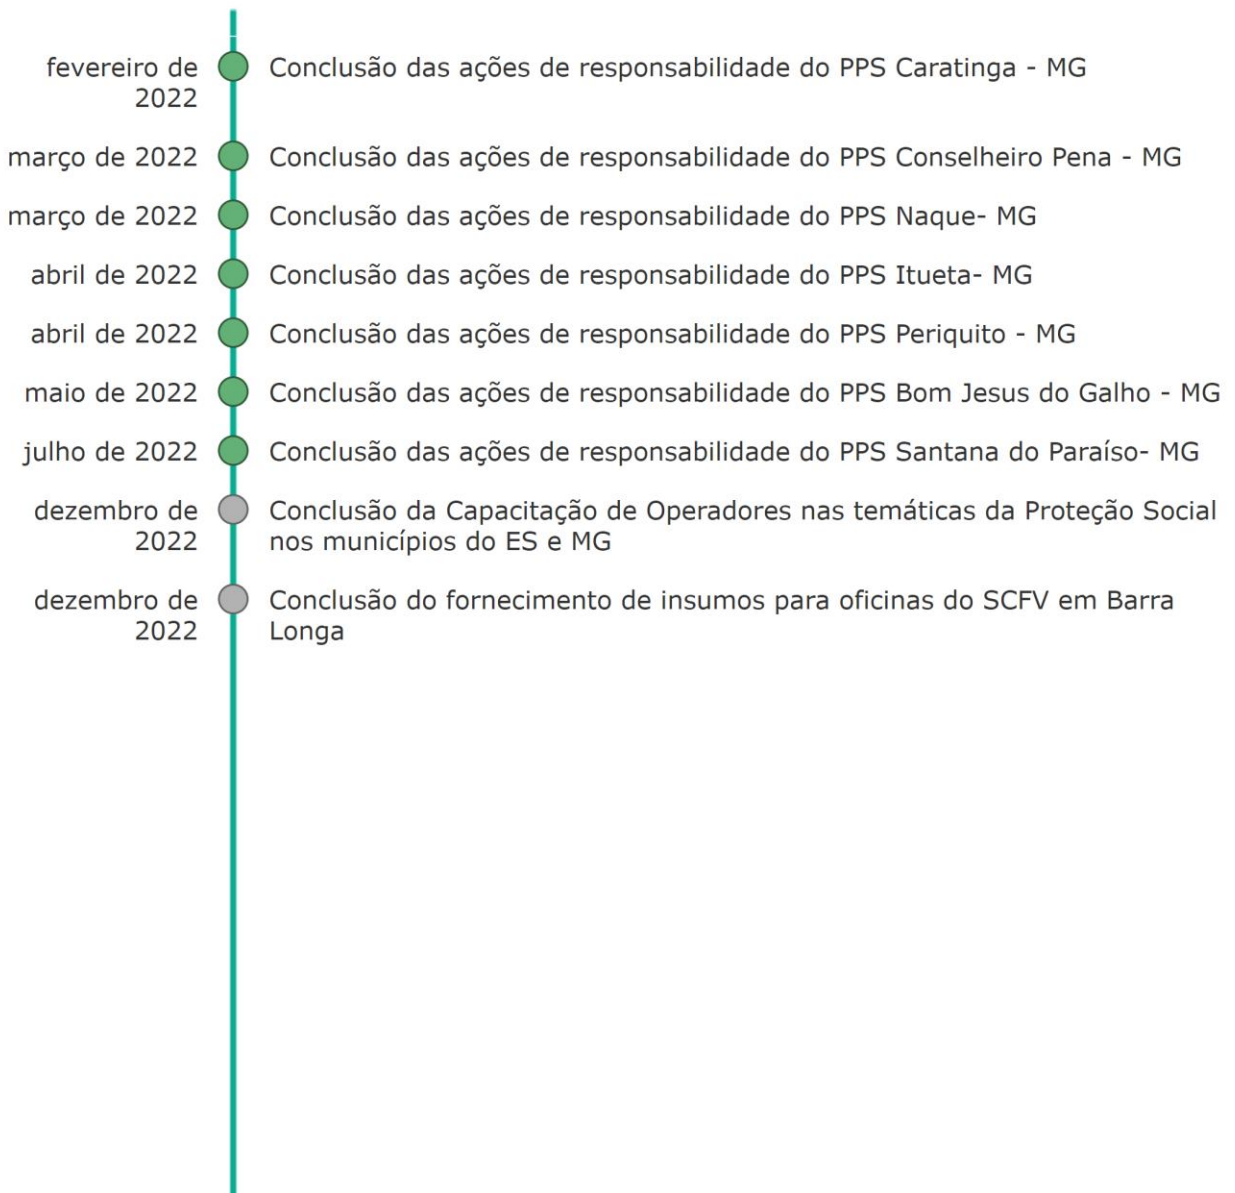 fevereiro de Conclusão das ações de responsabilidade do PPS Caratinga - MG
2022
março de 2022 Conclusão das ações de responsabilidade do PPS Conselheiro Pena - MG
março de 2022 Conclusão das ações de responsabilidade do PPS Naque- MG
abril de 2022 Conclusão das ações de responsabilidade do PPS Itueta- MG
abril de 2022 Conclusão das ações de responsabilidade do PPS Periquito - MG
maio de 2022 Conclusão das ações de responsabilidade do PPS Bom Jesus do Galho - MG
julho de 2022 Conclusão das ações de responsabilidade do PPS Santana do Paraíso- MG
dezembro de Conclusão da Capacitação de Operadores nas temáticas da Proteção Social
2022 nos municípios do ES e MG
dezembro de Conclusão do fornecimento de insumos para oficinas do SCFV em Barra
2022 Longa